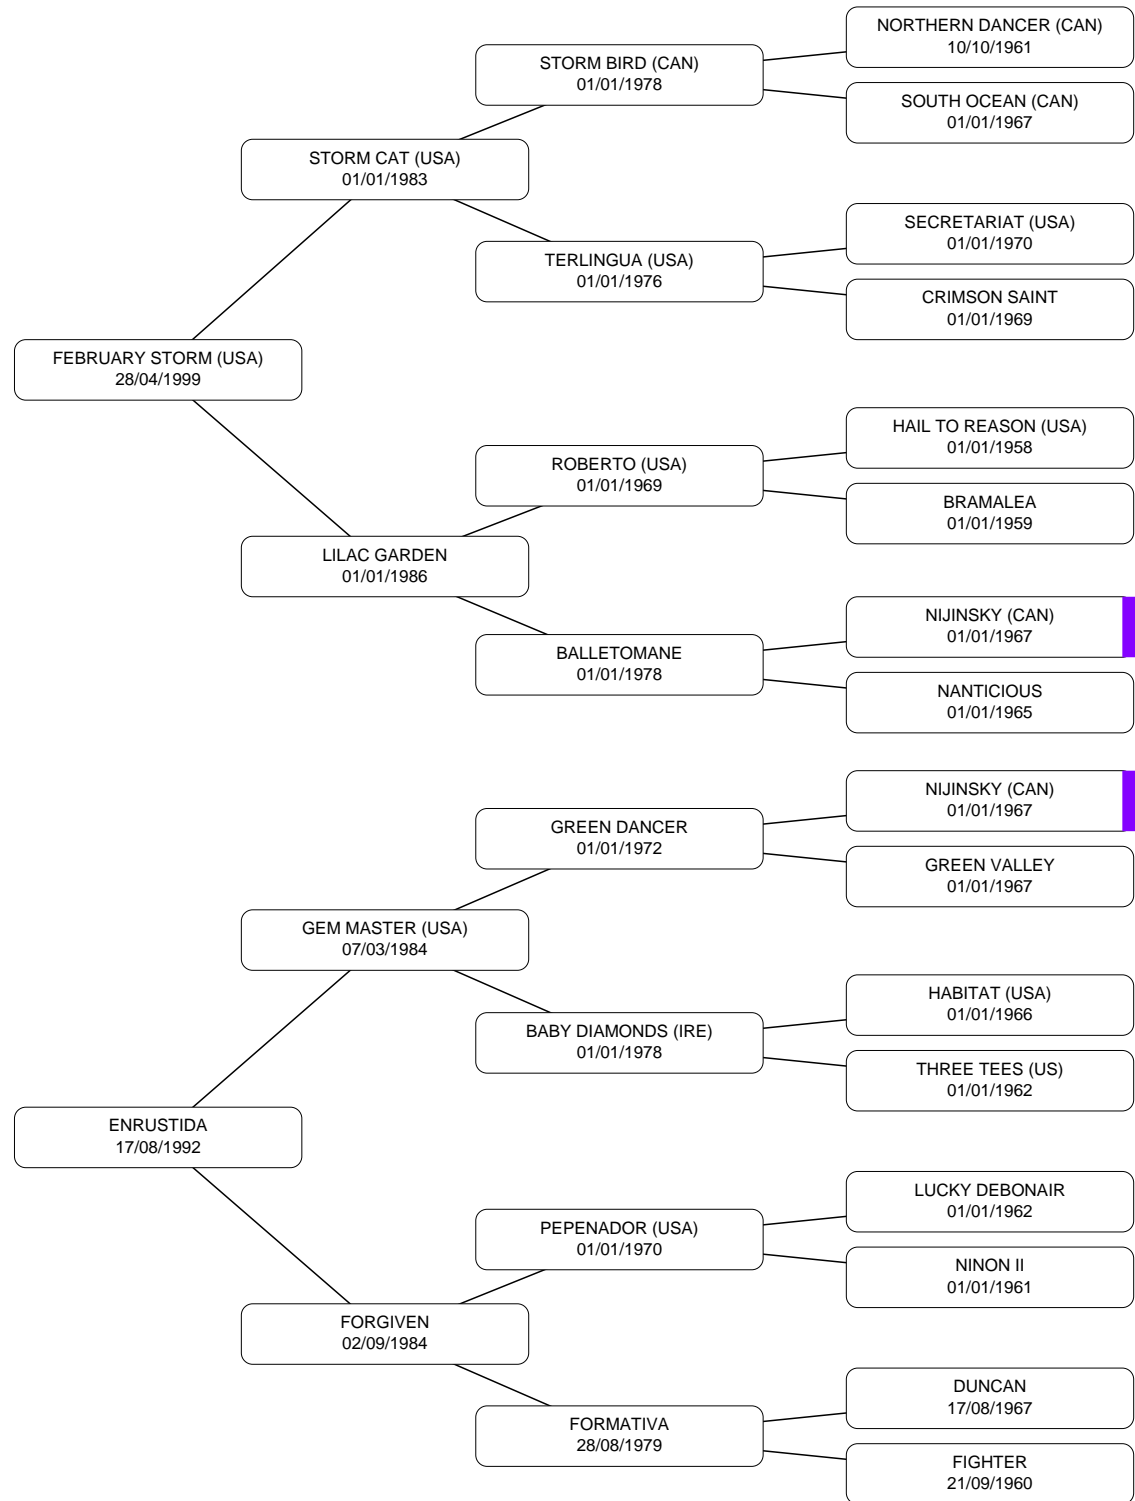 NORTHERN DANCER (CAN)
10/10/1961
STORM BIRD (CAN)
01/01/1978
SOUTH OCEAN (CAN)
01/01/1967
STORM CAT (USA)
01/01/1983
SECRETARIAT (USA)
01/01/1970
TERLINGUA (USA)
01/01/1976
CRIMSON SAINT
01/01/1969
FEBRUARY STORM (USA)
28/04/1999
HAIL TO REASON (USA)
01/01/1958
ROBERTO (USA)
01/01/1969
BRAMALEA
01/01/1959
LILAC GARDEN
01/01/1986
NIJINSKY (CAN)
01/01/1967
BALLETOMANE
01/01/1978
NANTICIOUS
01/01/1965
NIJINSKY (CAN)
01/01/1967
GREEN DANCER
01/01/1972
GREEN VALLEY
01/01/1967
GEM MASTER (USA)
07/03/1984
HABITAT (USA)
01/01/1966
BABY DIAMONDS (IRE)
01/01/1978
THREE TEES (US)
01/01/1962
ENRUSTIDA
17/08/1992
LUCKY DEBONAIR
01/01/1962
PEPENADOR (USA)
01/01/1970
NINON II
01/01/1961
FORGIVEN
02/09/1984
DUNCAN
17/08/1967
FORMATIVA
28/08/1979
FIGHTER
21/09/1960